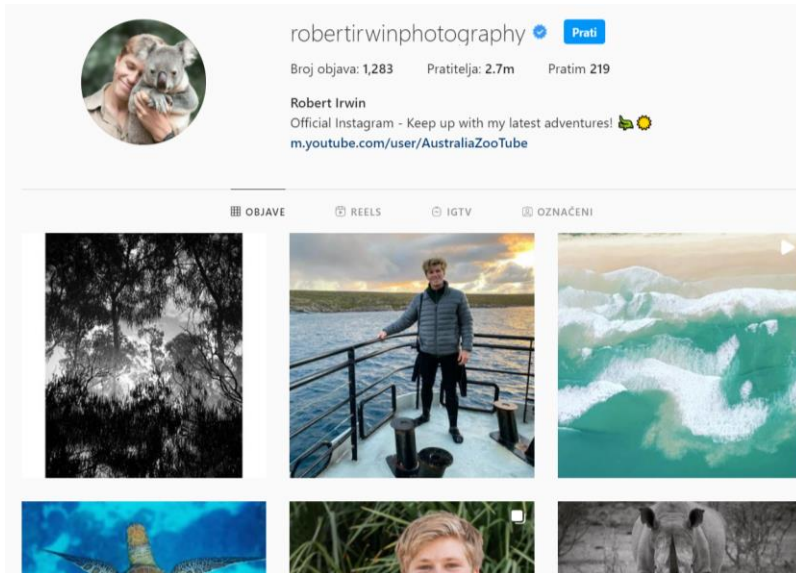 robertirwinphotography Prati
Broj objava: 1,283 Pratitelja: 2.7m Pratim 219
Robert Irwin
Official Instagram - Keep up with my latest adventures! 🐊☀️
m.youtube.com/user/AustraliaZooTube
OBJAVE REELS IGTV OZNAČENI